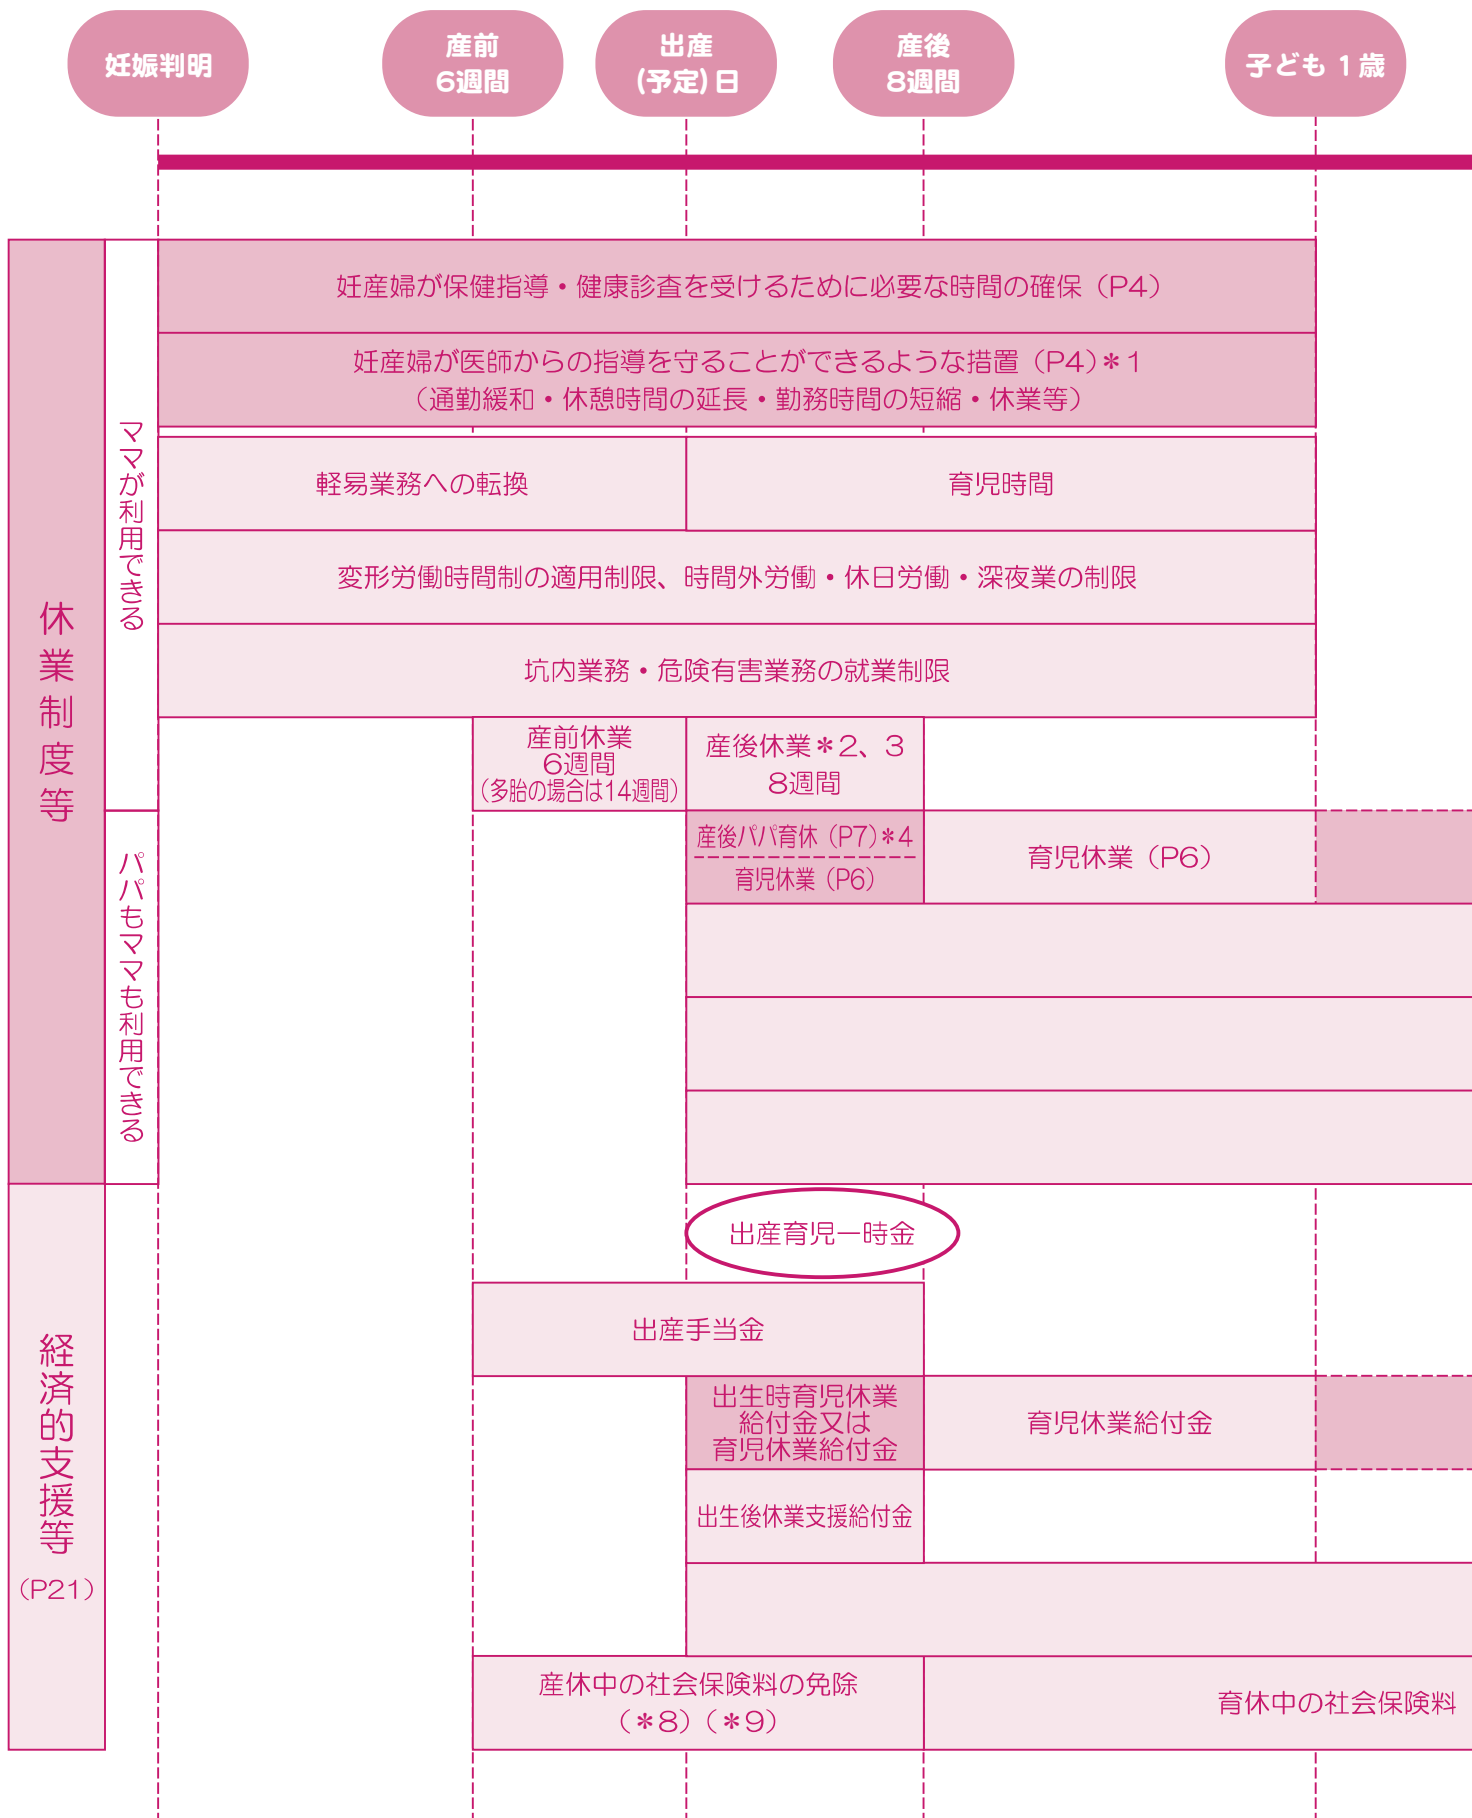 妊娠判明
産前
6週間
出産
(予定)日
産後
8週間
子ども1歳
休業制度等
ママが利用できる
妊産婦が保健指導・健康診査を受けるために必要な時間の確保（P4）
妊産婦が医師からの指導を守ることができるような措置（P4）＊1
（通勤緩和・休憩時間の延長・勤務時間の短縮・休業等）
軽易業務への転換
育児時間
変形労働時間制の適用制限、時間外労働・休日労働・深夜業の制限
坑内業務・危険有害業務の就業制限
産前休業
6週間
（多胎の場合は14週間）
産後休業＊2、3
8週間
パパもママも利用できる
産後パパ育休（P7）＊4
育児休業（P6）
育児休業（P6）
経済的支援等
（P21）
出産育児一時金
出産手当金
出生時育児休業
給付金又は
育児休業給付金
育児休業給付金
出生後休業支援給付金
産休中の社会保険料の免除
（＊8）（＊9）
育休中の社会保険料